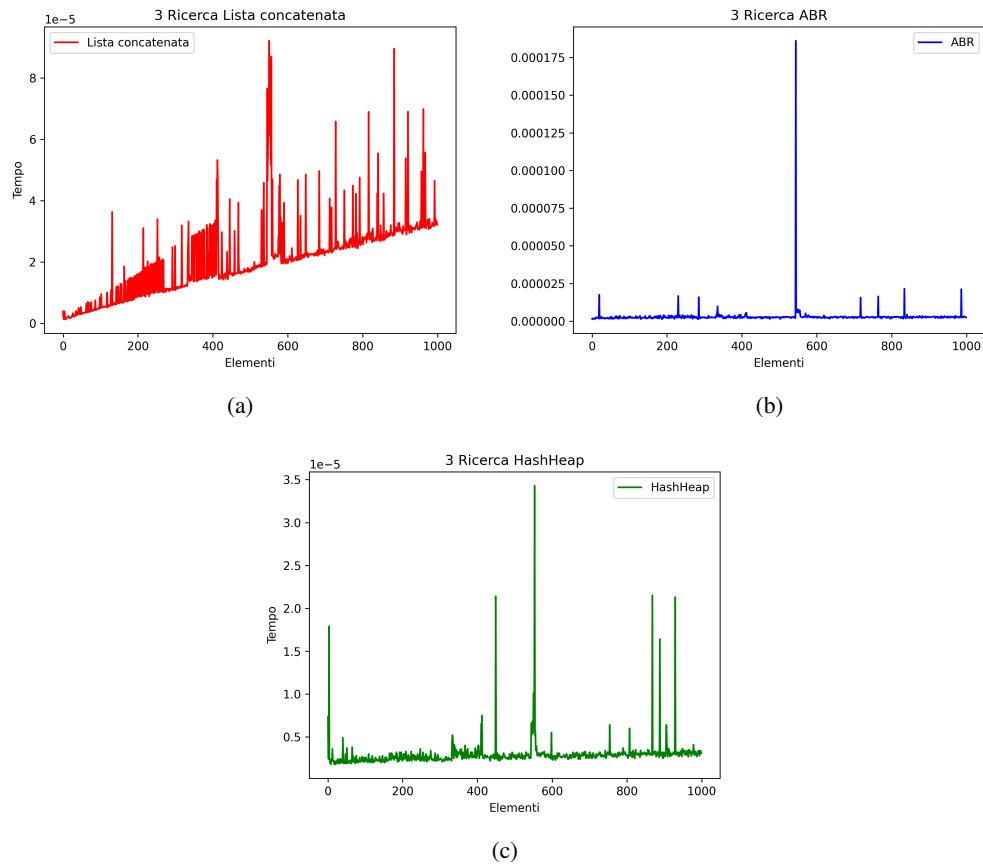 3 Ricerca Lista concatenata
1e−5
Lista concatenata
8
6
4
2
0
Tempo
0 200 400 600 800 1000
Elementi
(a)
3 Ricerca ABR
ABR
0.000175
0.000150
0.000125
0.000100
0.000075
0.000050
0.000025
0.000000
Tempo
0 200 400 600 800 1000
Elementi
(b)
3 Ricerca HashHeap
1e−5
HashHeap
3.5
3.0
2.5
2.0
1.5
1.0
0.5
Tempo
0 200 400 600 800 1000
Elementi
(c)